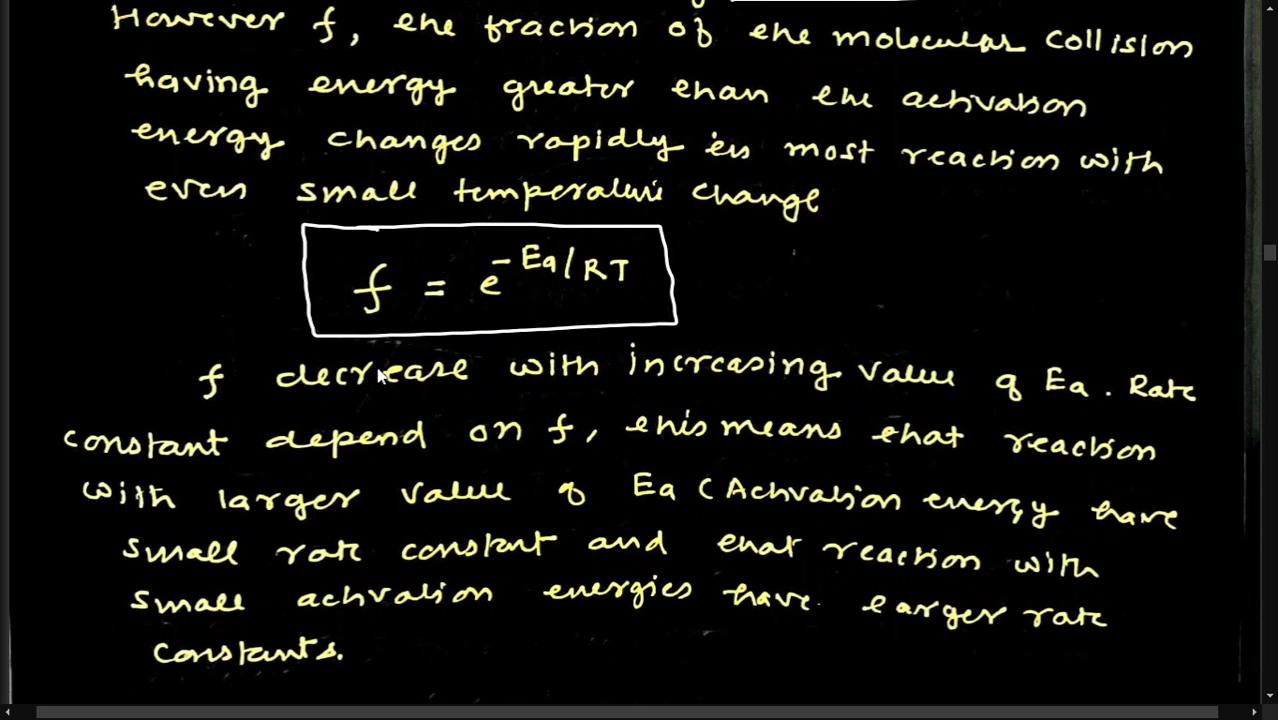 However f, the fraction of the molecular collision
having energy greater than the activation
energy changes rapidly in most reaction with
even small temperature change
f = e^-Ea/RT
f decrease with increasing value of Ea. Rate
constant depend on f, this means that reaction
with larger value of Ea (Activation energy have
small rate constant and that reaction with
small activation energies have larger rate
constants.